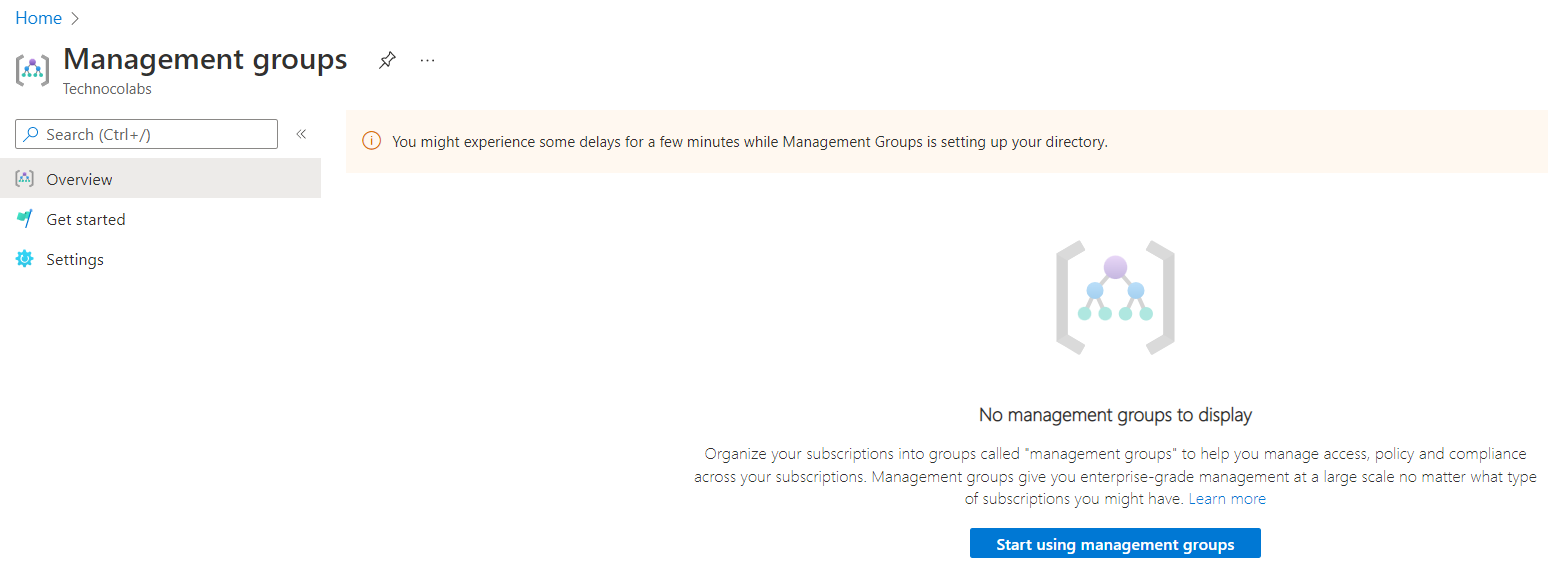 Home
Management groups
...
Technocolabs
Search (Ctrl+/)
«
You might experience some delays for a few minutes while Management Groups is setting up your directory.
Overview
Get started
Settings
No management groups to display
Organize your subscriptions into groups called "management groups" to help you manage access, policy and compliance
across your subscriptions. Management groups give you enterprise-grade management at a large scale no matter what type
of subscriptions you might have. Learn more
Start using management groups